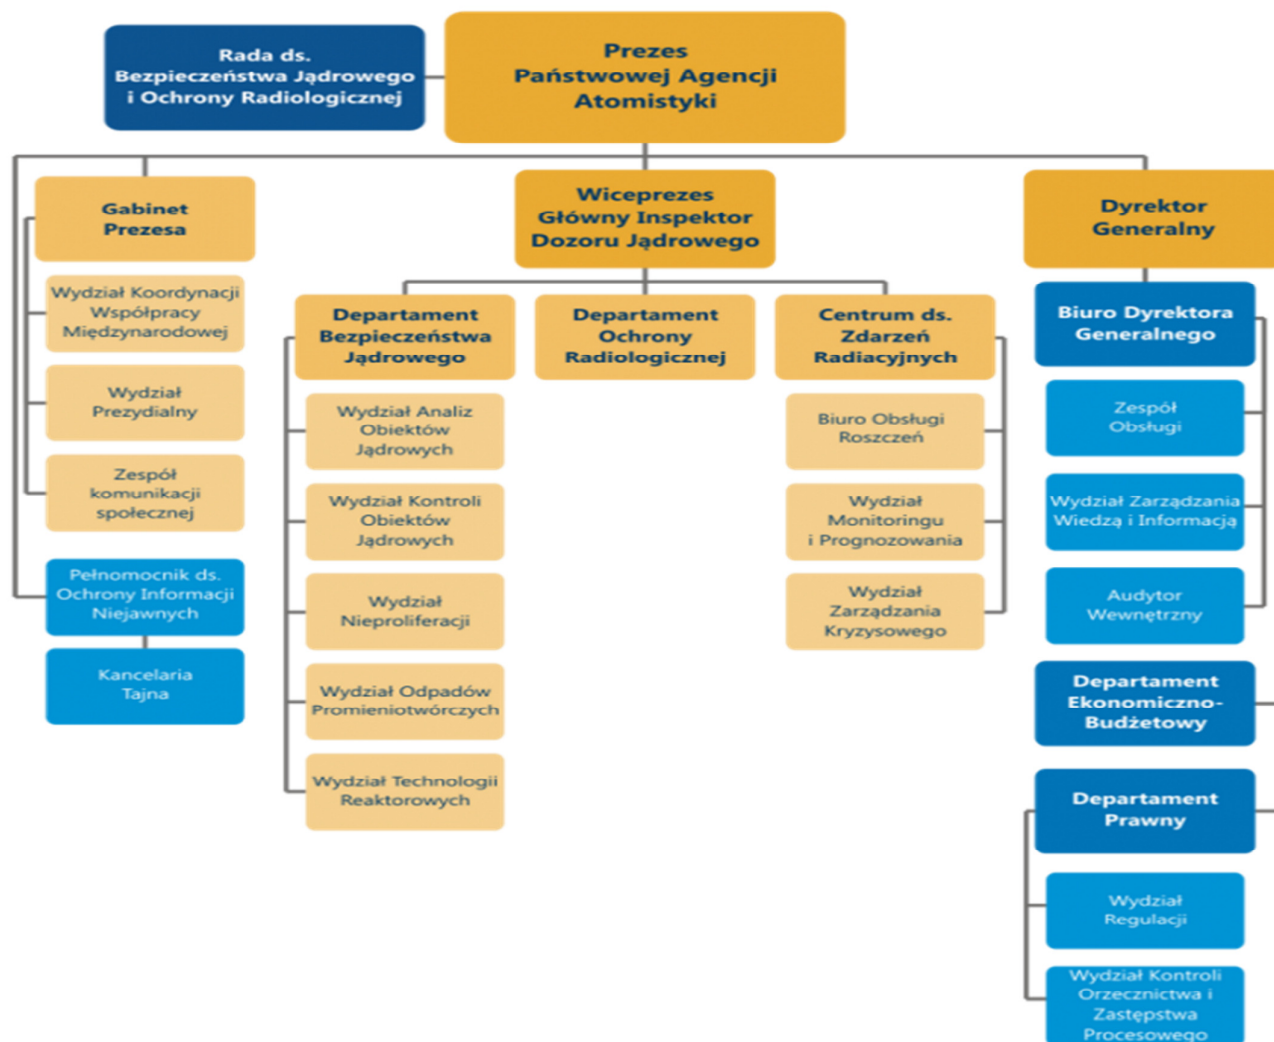 Rada ds.
Bezpieczeństwa Jądrowego
i Ochrony Radiologicznej
Prezes
Państwowej Agencji
Atomistyki
Gabinet
Prezesa
Wydział Koordynacji
Współpracy
Międzynarodowej
Wydział
Prezydialny
Zespół
komunikacji
społecznej
Pełnomocnik ds.
Ochrony Informacji
Niejawnych
Kancelaria
Tajna
Wiceprezes
Główny Inspektor
Dozoru Jądrowego
Departament
Bezpieczeństwa
Jądrowego
Wydział Analiz
Obiektów
Jądrowych
Wydział Kontroli
Obiektów
Jądrowych
Wydział
Nieproliferacji
Wydział Odpadów
Promieniotwórczych
Wydział Technologii
Reaktorowych
Departament
Ochrony
Radiologicznej
Centrum ds.
Zdarzeń
Radiacyjnych
Biuro Obsługi
Roszczeń
Wydział
Monitoringu
i Prognozowania
Wydział
Zarządzania
Kryzysowego
Dyrektor
Generalny
Biuro Dyrektora
Generalnego
Zespół
Obsługi
Wydział Zarządzania
Wiedzą i Informacją
Audytor
Wewnętrzny
Departament
Ekonomiczno-
Budżetowy
Departament
Prawny
Wydział
Regulacji
Wydział Kontroli
Orzecznictwa i
Zastępstwa
Procesowego